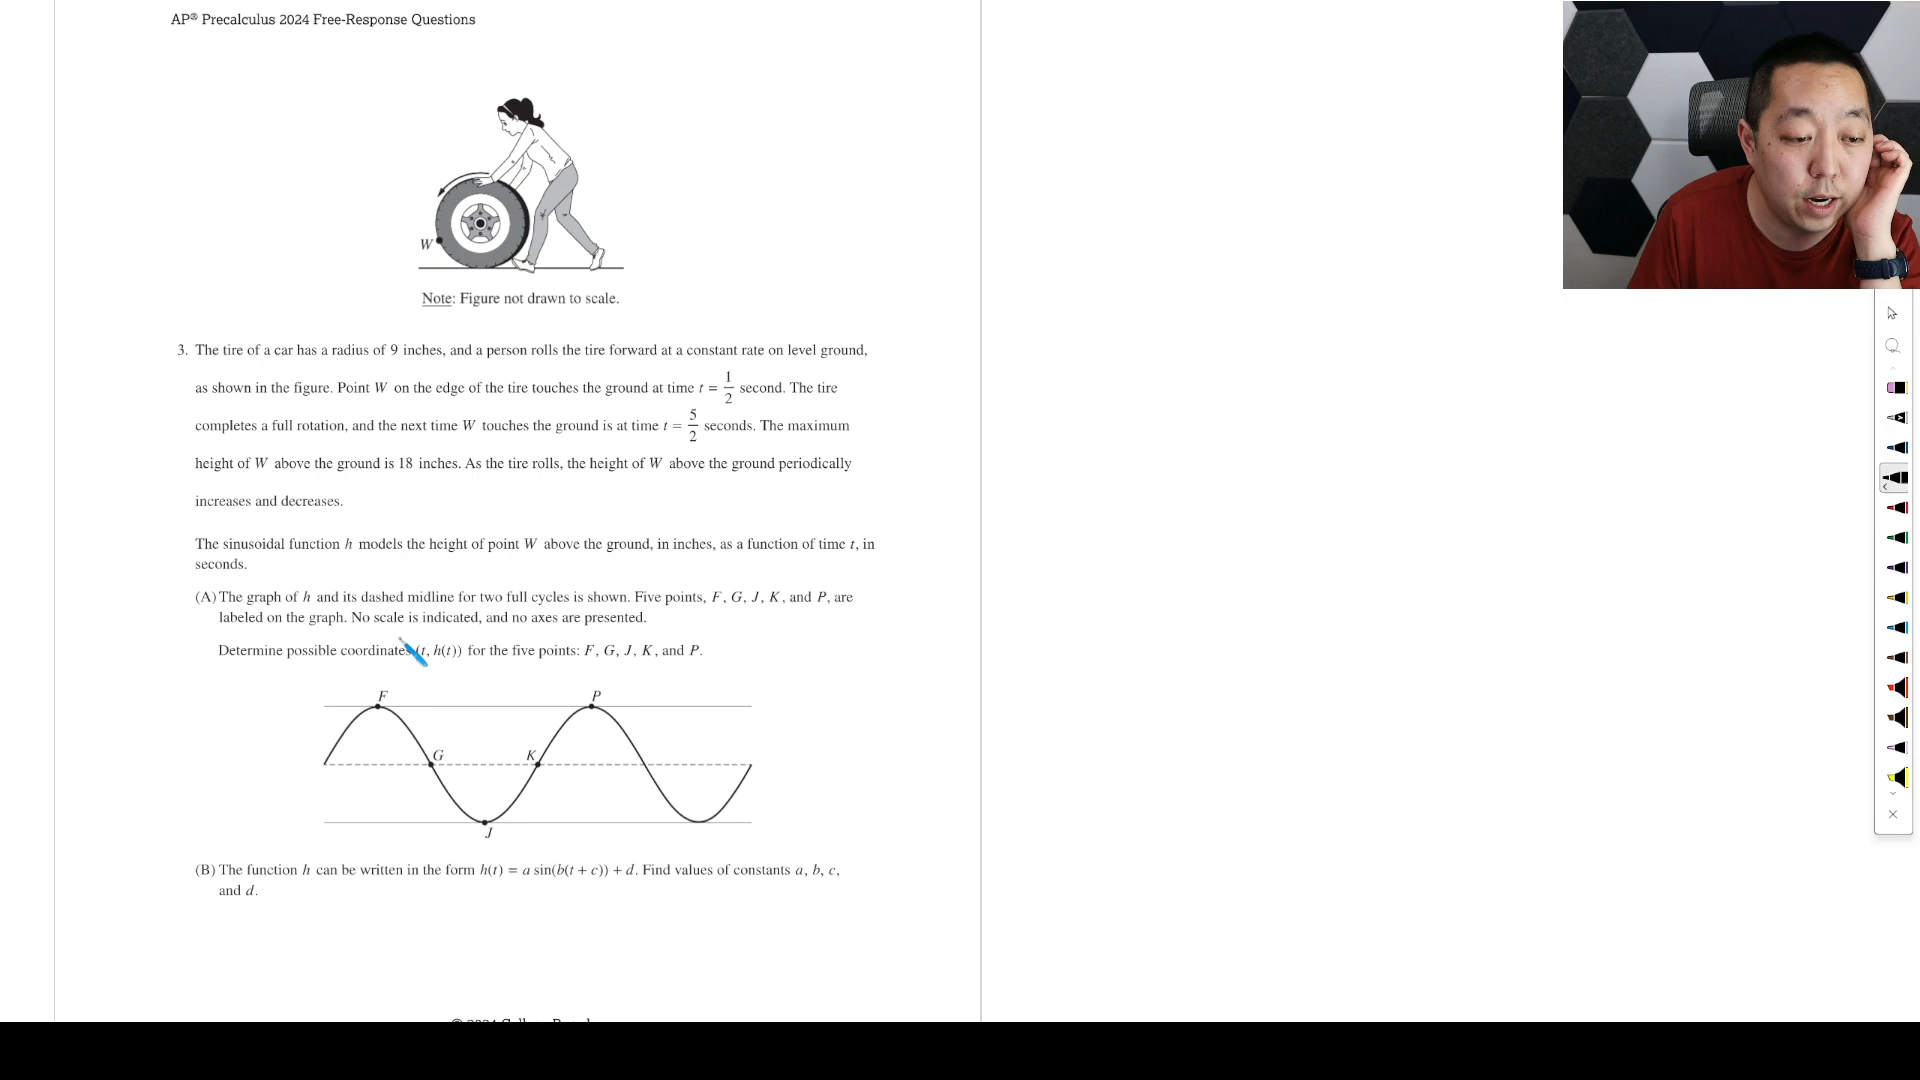 AP® Precalculus 2024 Free-Response Questions
W
Note: Figure not drawn to scale.
3. The tire of a car has a radius of 9 inches, and a person rolls the tire forward at a constant rate on level ground,
as shown in the figure. Point W on the edge of the tire touches the ground at time t = 1/2 second. The tire
completes a full rotation, and the next time W touches the ground is at time t = 5/2 seconds. The maximum
height of W above the ground is 18 inches. As the tire rolls, the height of W above the ground periodically
increases and decreases.
The sinusoidal function h models the height of point W above the ground, in inches, as a function of time t, in
seconds.
(A) The graph of h and its dashed midline for two full cycles is shown. Five points, F, G, J, K, and P, are
labeled on the graph. No scale is indicated, and no axes are presented.
Determine possible coordinates (t, h(t)) for the five points: F, G, J, K, and P.
F P
G K
J
(B) The function h can be written in the form h(t) = a sin(b(t + c)) + d. Find values of constants a, b, c,
and d.